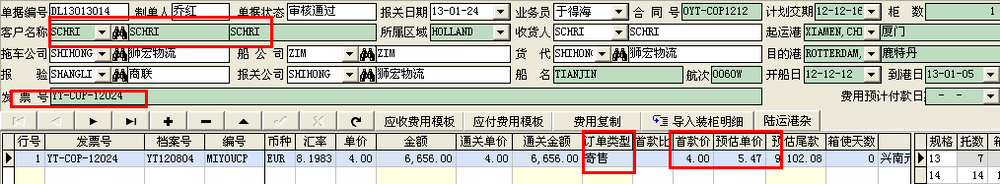 单据编号 DL13013014 制单人 乔红 单据状态 审核通过 报关日期 13-01-24 业务员 于得海 合同号 OYT-COP1212 计划交期 12-12-16 柜数 1
客户名称 SCHRI SCHRI SCHRI 所属区域 HOLLAND 收货人 SCHRI SCHRI 起运港 XIAMEN,CHI 厦门
拖车公司 SHIHONG 狮宏物流 船公司 ZIM ZIM 货代 SHIHONG 狮宏物流 目的港 ROTTERDAM, 鹿特丹
报验 SHANGLI 商联 报关公司 SHIHONG 狮宏物流 船名 TIANJIN 航次 0060W 开船日 12-12-12 到港日 13-01-05
发票号 YT-COP-12024 费用预计付款日 - -
应收费用模板 应付费用模板 费用复制 导入装柜明细 陆运港杂
行号 发票号 档案号 编号 币种 汇率 单价 金额 通关单价 通关金额 订单类型 首款比 首款价 预估单价 预估尾款 箱使天数 规格 托数
1 YT-COP-12024 YT120804 MIYOUCP EUR 8.1983 4.00 6,656.00 4.00 6,656.00 寄售 4.00 5.47 9 102.08 0 兴南元 13 7
14 14